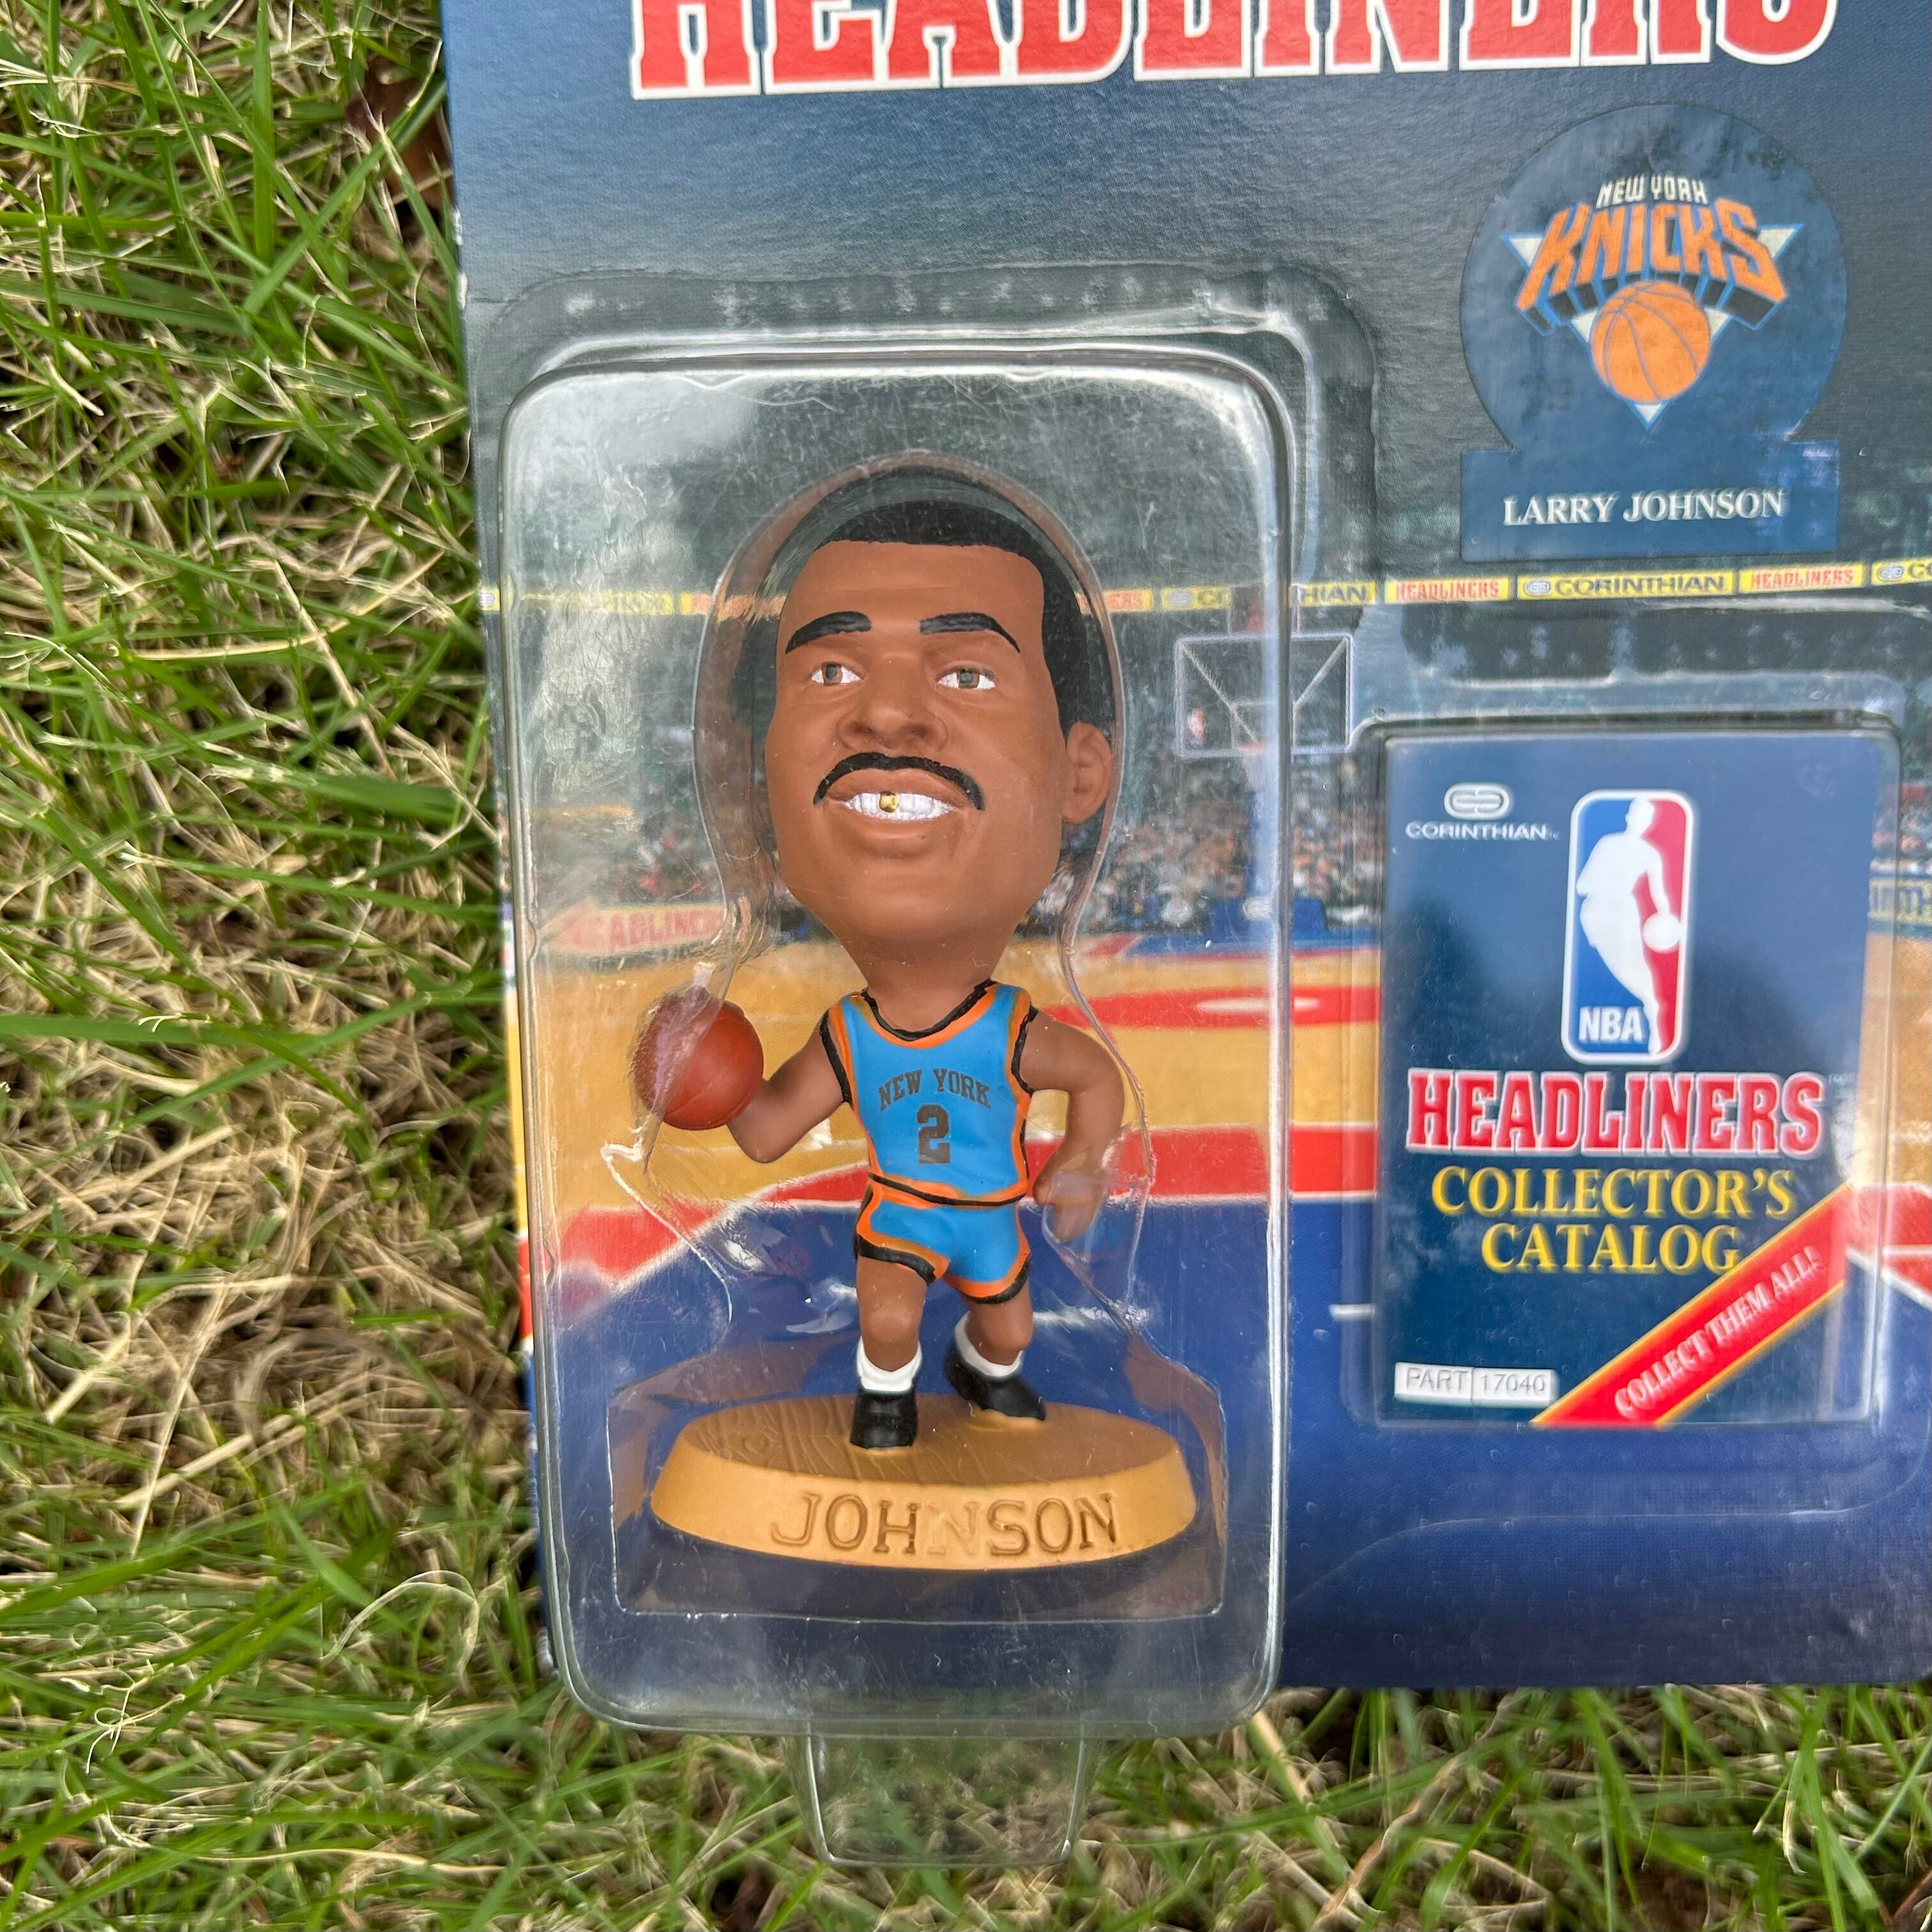 HEADLINERS
NEW YORK
KNICKS
LARRY JOHNSON
HEADLINERS CORINTHIAN HEADLINERS
CORINTHIAN
NBA
HEADLINERS
COLLECTOR'S
CATALOG
COLLECT THEM ALL!
PART 17040
NEW YORK
2
JOHNSON